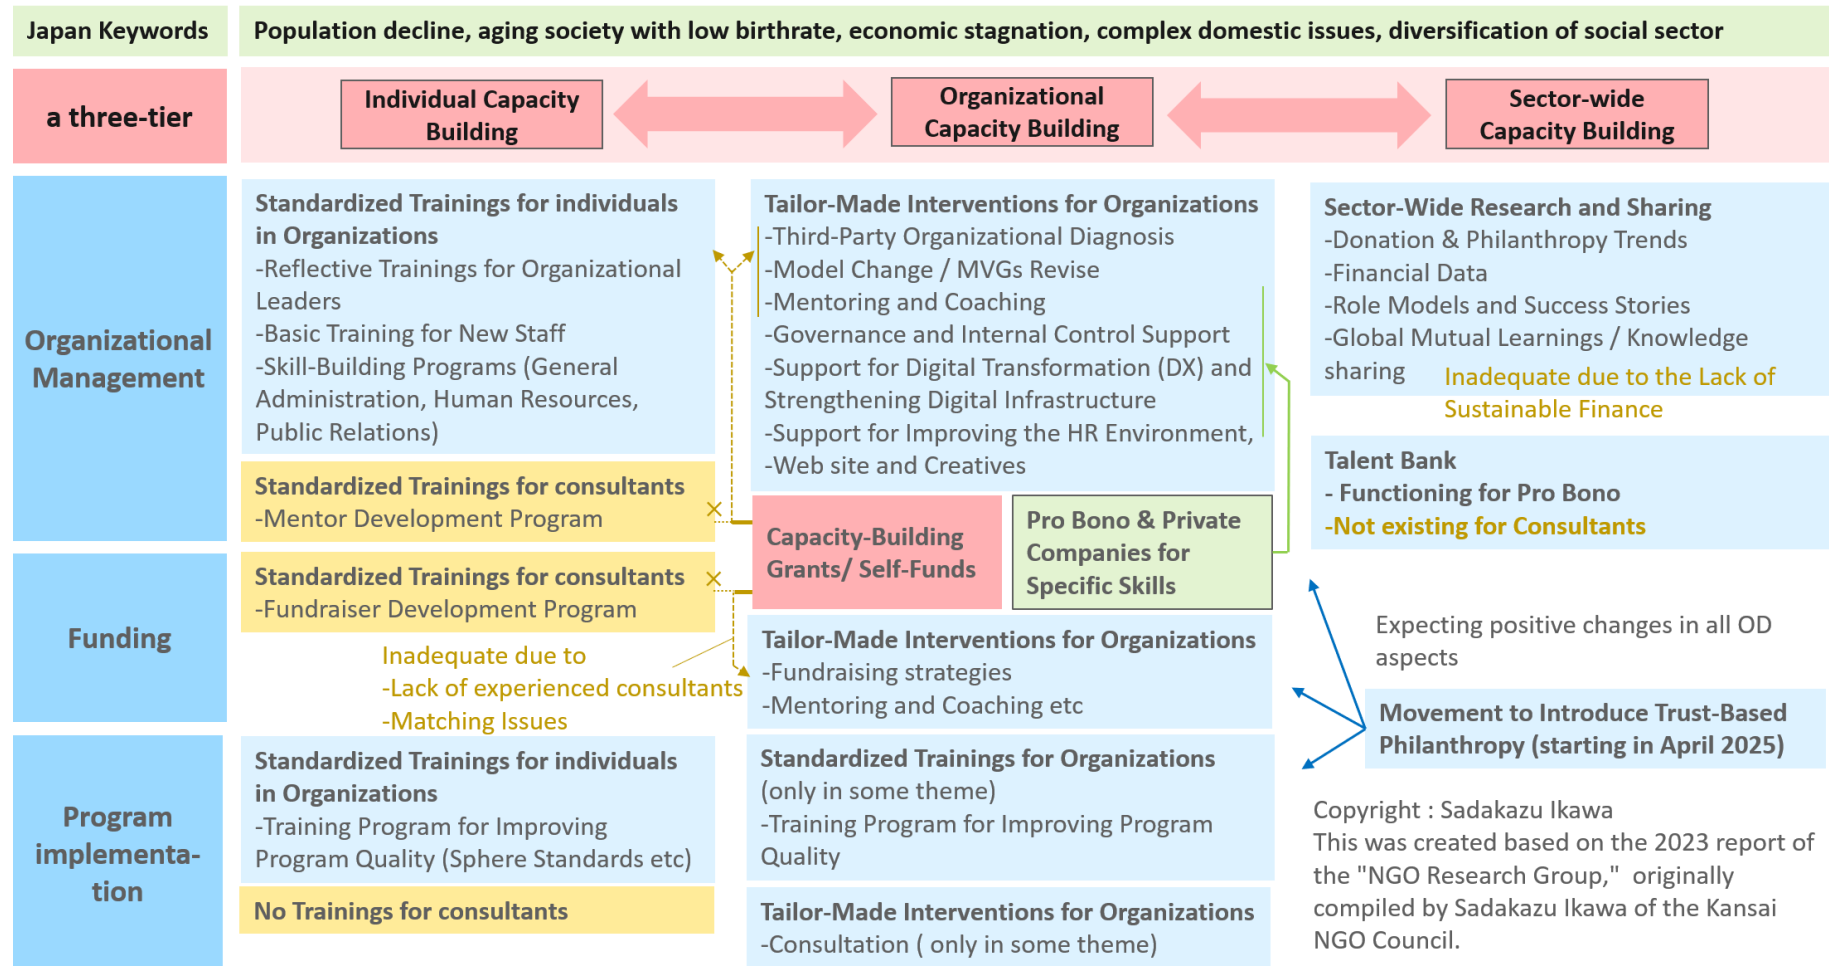 Japan Keywords
Population decline, aging society with low birthrate, economic stagnation, complex domestic issues, diversification of social sector
a three-tier
Individual Capacity
Building
Organizational
Capacity Building
Sector-wide
Capacity Building
Organizational
Management
Standardized Trainings for individuals
in Organizations
-Reflective Trainings for Organizational
Leaders
-Basic Training for New Staff
-Skill-Building Programs (General
Administration, Human Resources,
Public Relations)
Standardized Trainings for consultants
-Mentor Development Program
Tailor-Made Interventions for Organizations
-Third-Party Organizational Diagnosis
-Model Change / MVGs Revise
-Mentoring and Coaching
-Governance and Internal Control Support
-Support for Digital Transformation (DX) and
Strengthening Digital Infrastructure
-Support for Improving the HR Environment,
-Web site and Creatives
Sector-Wide Research and Sharing
-Donation & Philanthropy Trends
-Financial Data
-Role Models and Success Stories
-Global Mutual Learnings / Knowledge
sharing
Inadequate due to the Lack of
Sustainable Finance
Talent Bank
- Functioning for Pro Bono
-Not existing for Consultants
Capacity-Building
Grants/ Self-Funds
Pro Bono & Private
Companies for
Specific Skills
Funding
Standardized Trainings for consultants
-Fundraiser Development Program
Inadequate due to
-Lack of experienced consultants
-Matching Issues
Tailor-Made Interventions for Organizations
-Fundraising strategies
-Mentoring and Coaching etc
Expecting positive changes in all OD
aspects
Movement to Introduce Trust-Based
Philanthropy (starting in April 2025)
Program
implementa-
tion
Standardized Trainings for individuals
in Organizations
-Training Program for Improving
Program Quality (Sphere Standards etc)
No Trainings for consultants
Standardized Trainings for Organizations
(only in some theme)
-Training Program for Improving Program
Quality
Tailor-Made Interventions for Organizations
-Consultation ( only in some theme)
Copyright : Sadakazu Ikawa
This was created based on the 2023 report of
the "NGO Research Group," originally
compiled by Sadakazu Ikawa of the Kansai
NGO Council.